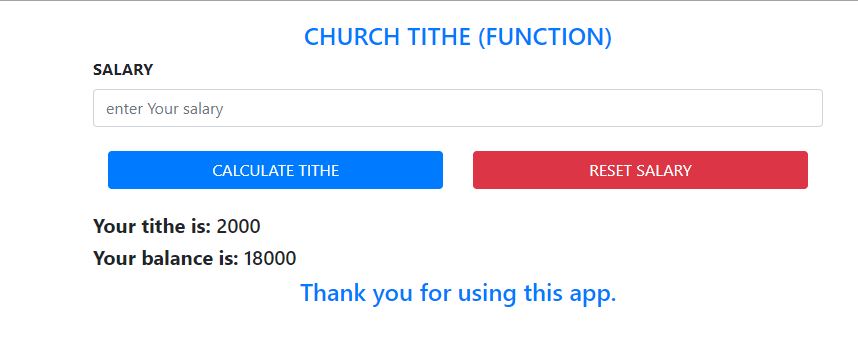 CHURCH TITHE (FUNCTION)
SALARY
enter Your salary
CALCULATE TITHE RESET SALARY
Your tithe is: 2000
Your balance is: 18000
Thank you for using this app.